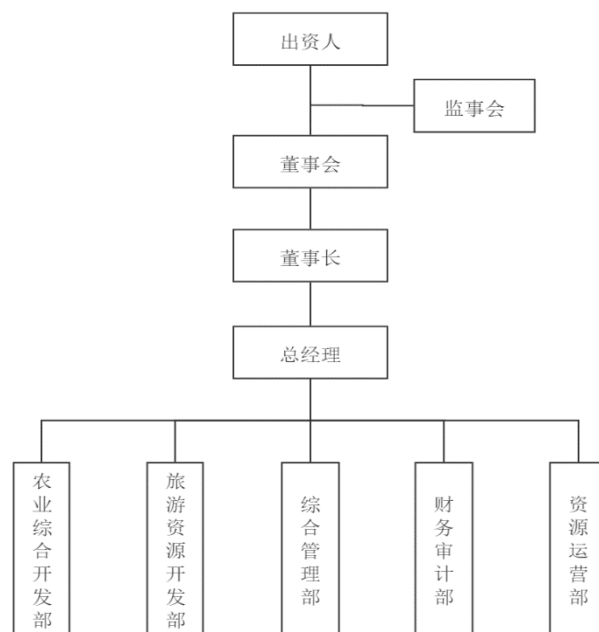 出资人
监事会
董事会
董事长
总经理
农业综合开发部
旅游资源开发部
综合管理部
财务审计部
资源运营部